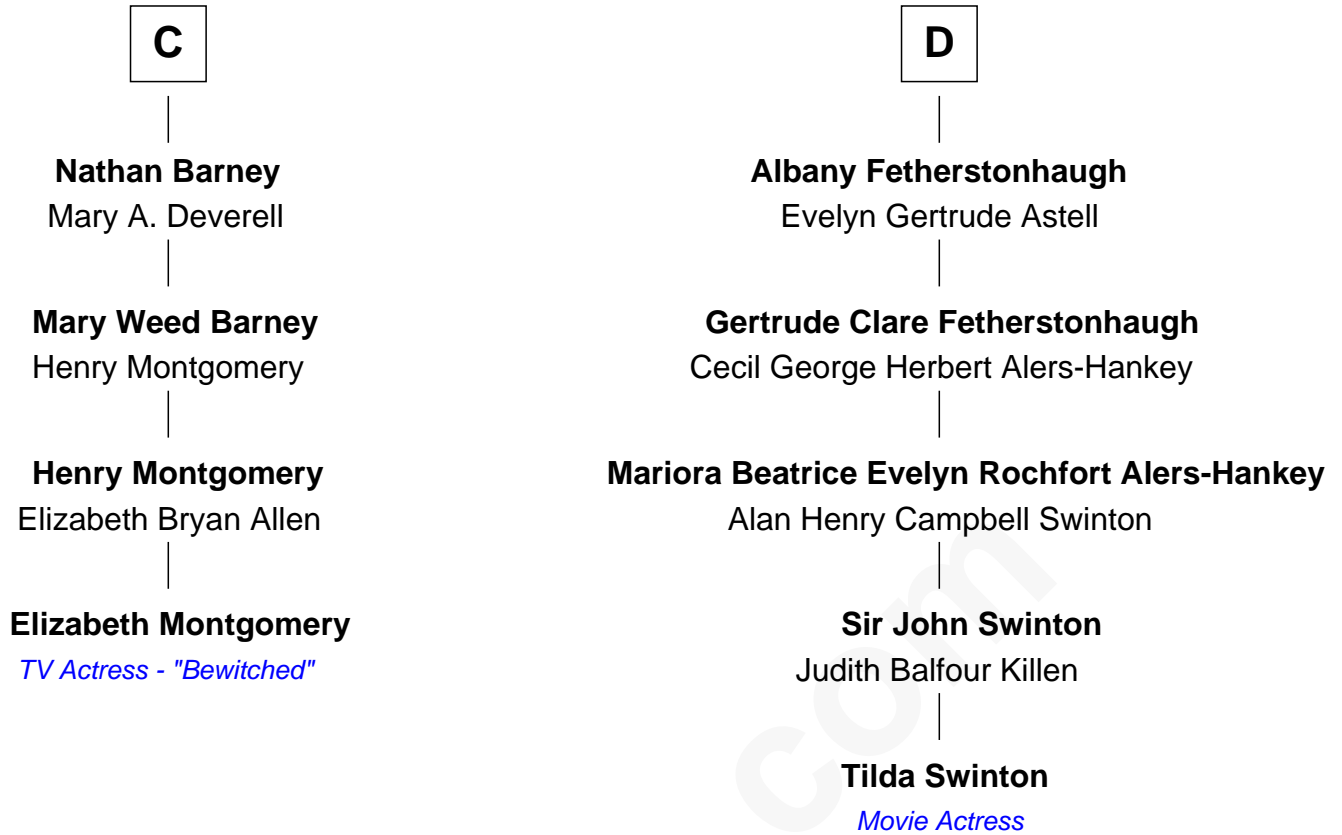 C
Nathan Barney
Mary A. Deverell
Mary Weed Barney
Henry Montgomery
Henry Montgomery
Elizabeth Bryan Allen
Elizabeth Montgomery
TV Actress - "Bewitched"
D
Albany Fetherstonhaugh
Evelyn Gertrude Astell
Gertrude Clare Fetherstonhaugh
Cecil George Herbert Alers-Hankey
Mariora Beatrice Evelyn Rochfort Alers-Hankey
Alan Henry Campbell Swinton
Sir John Swinton
Judith Balfour Killen
Tilda Swinton
Movie Actress
com